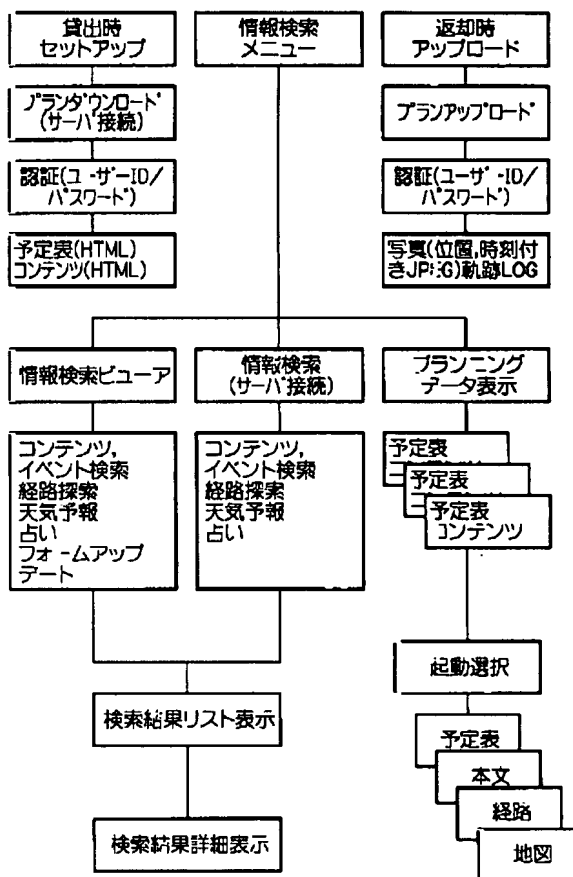 貸出時
セットアップ
プランダウンロード
(サーバ接続)
認証(ユーザーID/
パスワード)
予定表(HTML)
コンテンツ(HTML)
情報検索
メニュー
返却時
アップロード
プランアップロード
認証(ユーザーID/
パスワード)
写真(位置,時刻付
きJPEG)軌跡LOG
情報検索ビューア
コンテンツ,
イベント検索
経路探索
天気予報
占い
フォームアップ
デート
情報検索
(サーバ接続)
コンテンツ,
イベント検索
経路探索
天気予報
占い
検索結果リスト表示
検索結果詳細表示
プランニング
データ表示
予定表
予定表
予定表
コンテンツ
起動選択
予定表
本文
経路
地図